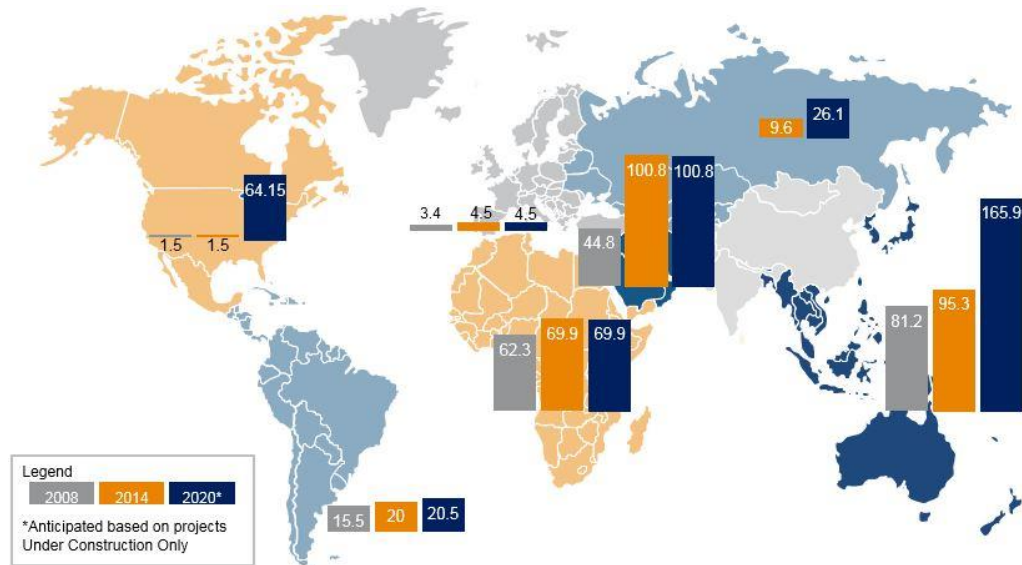 9.6 26.1
64.15
1.5 1.5
3.4 4.5 4.5
44.8 100.8 100.8
165.9
81.2 95.3
62.3 69.9 69.9
15.5 20 20.5
Legend
2008 2014 2020*
*Anticipated based on projects
Under Construction Only